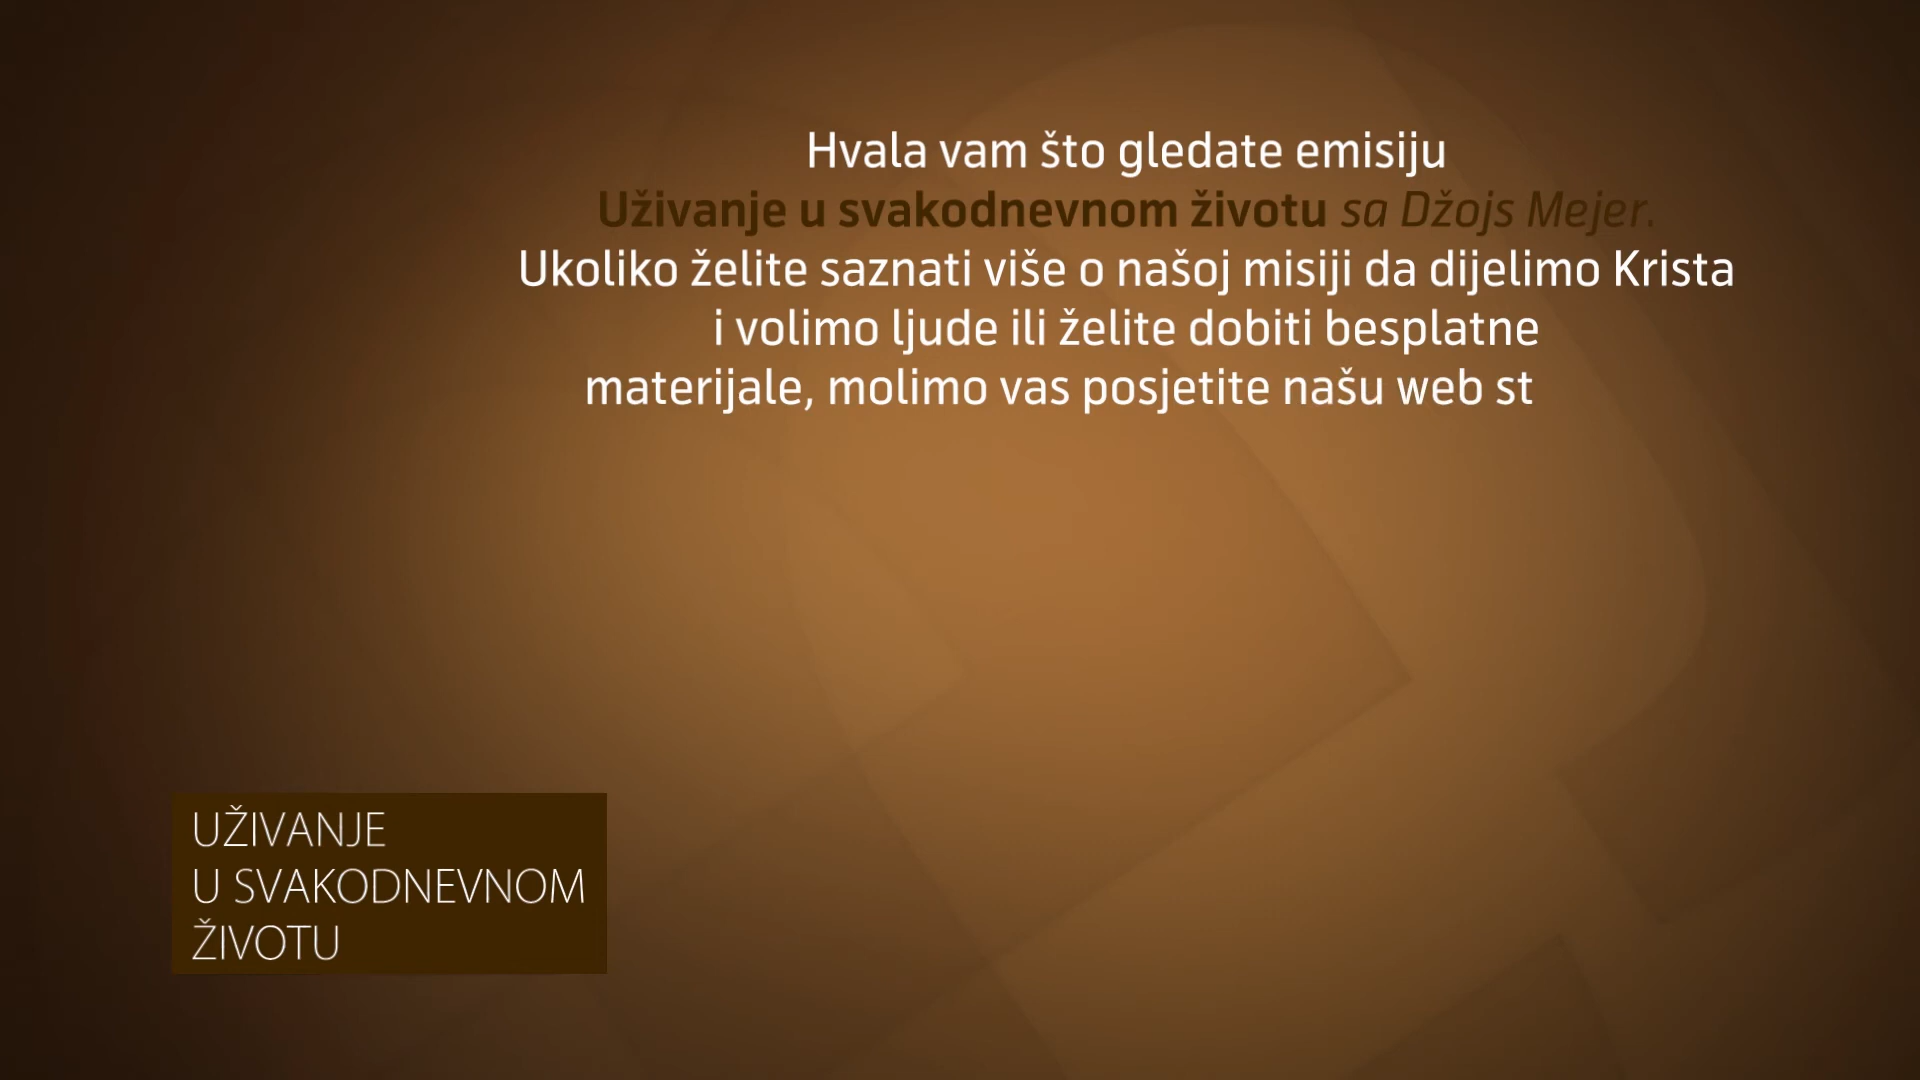 Hvala vam što gledate emisiju
Uživanje u svakodnevnom životu sa Džojs Mejer.
Ukoliko želite saznati više o našoj misiji da dijelimo Krista
i volimo ljude ili želite dobiti besplatne
materijale, molimo vas posjetite našu web st
UŽIVANJE
U SVAKODNEVNOM
ŽIVOTU